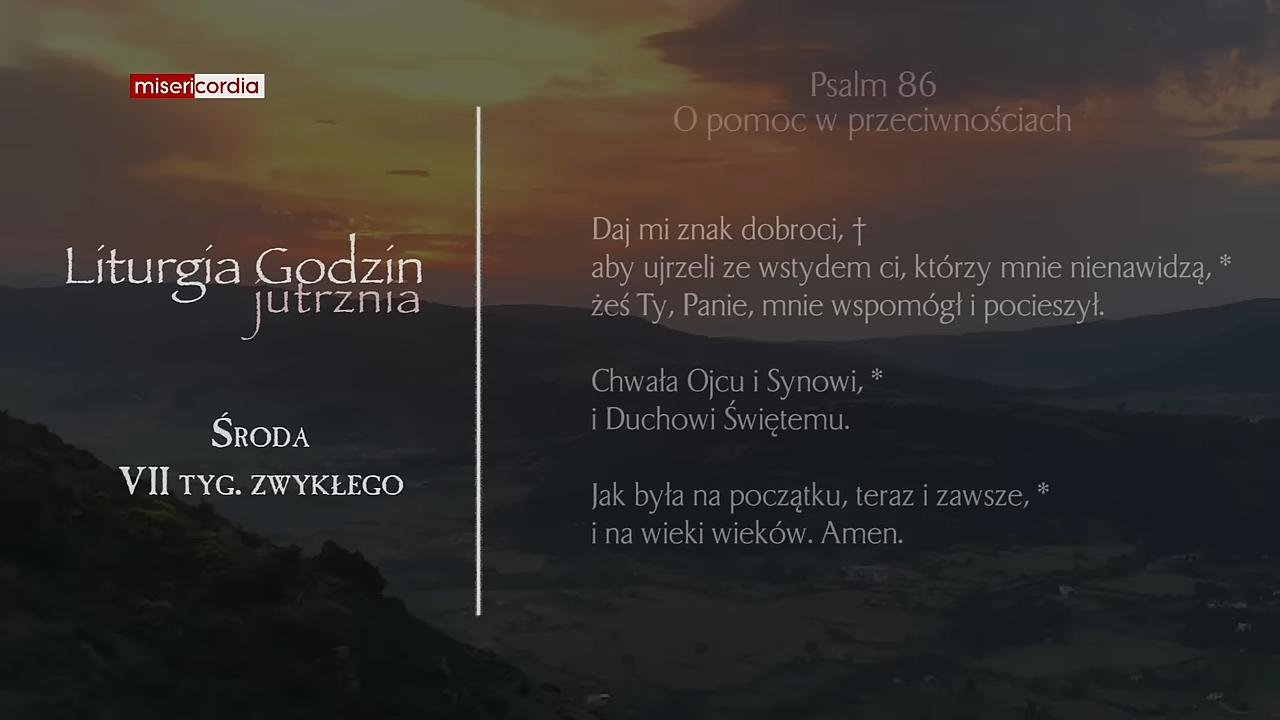 misericordia
Liturgia Godzin
jutrznia
Środa
VII tyg. zwykłego
Psalm 86
O pomoc w przeciwnościach
Daj mi znak dobroci, †
aby ujrzeli ze wstydem ci, którzy mnie nienawidzą, *
żeś Ty, Panie, mnie wspomógł i pocieszył.
Chwała Ojcu i Synowi, *
i Duchowi Świętemu.
Jak była na początku, teraz i zawsze, *
i na wieki wieków. Amen.